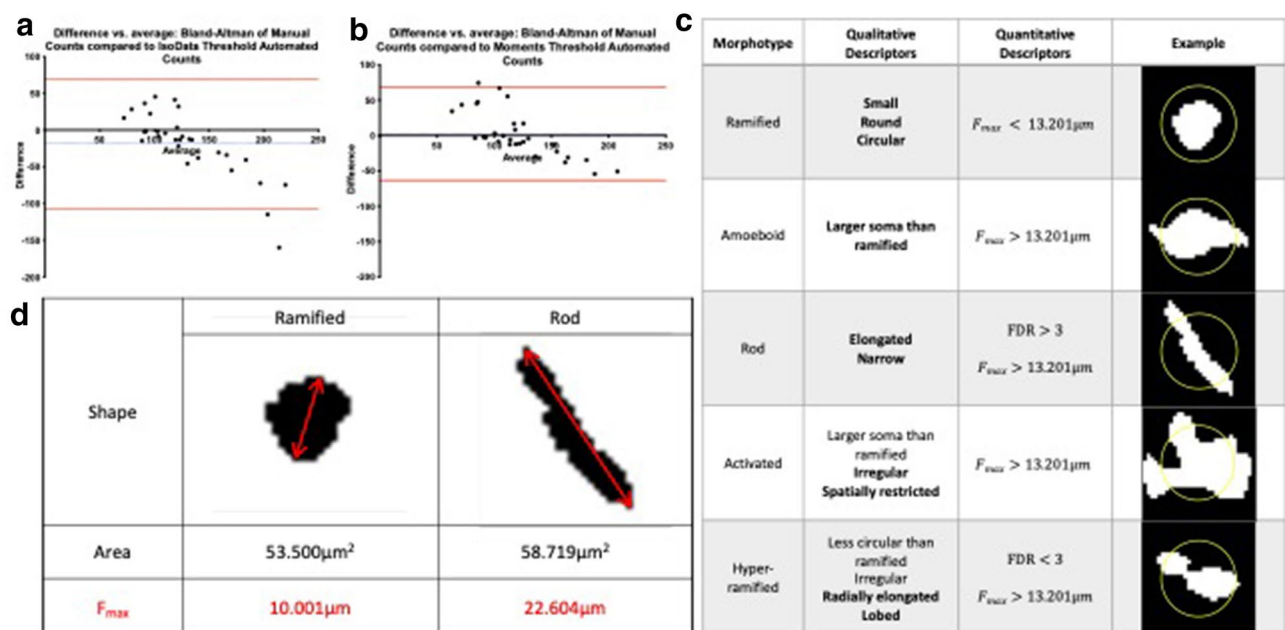 a
Difference vs. average: Bland-Altman of Manual
Counts compared to IsoData Threshold Automated
Counts
100
50
0
-50
-100
-150
-200
50
100
150
200
250
Average
Difference
b
Difference vs. average: Bland-Altman of Manual
Counts compared to Moments Threshold Automated
Counts
100
50
0
-50
-100
-150
-200
50
100
150
200
250
Average
Difference
c
Morphotype
Qualitative
Descriptors
Quantitative
Descriptors
Example
Ramified
Small
Round
Circular
Fmax < 13.201μm
Amoeboid
Larger soma than
ramified
Fmax > 13.201μm
Rod
Elongated
Narrow
FDR > 3
Fmax > 13.201μm
Activated
Larger soma than
ramified
Irregular
Spatially restricted
Fmax > 13.201μm
Hyper-
ramified
Less circular than
ramified
Irregular
Radially elongated
Lobed
FDR < 3
Fmax > 13.201μm
d
Ramified
Rod
Shape
Area
53.500μm²
58.719μm²
Fmax
10.001μm
22.604μm